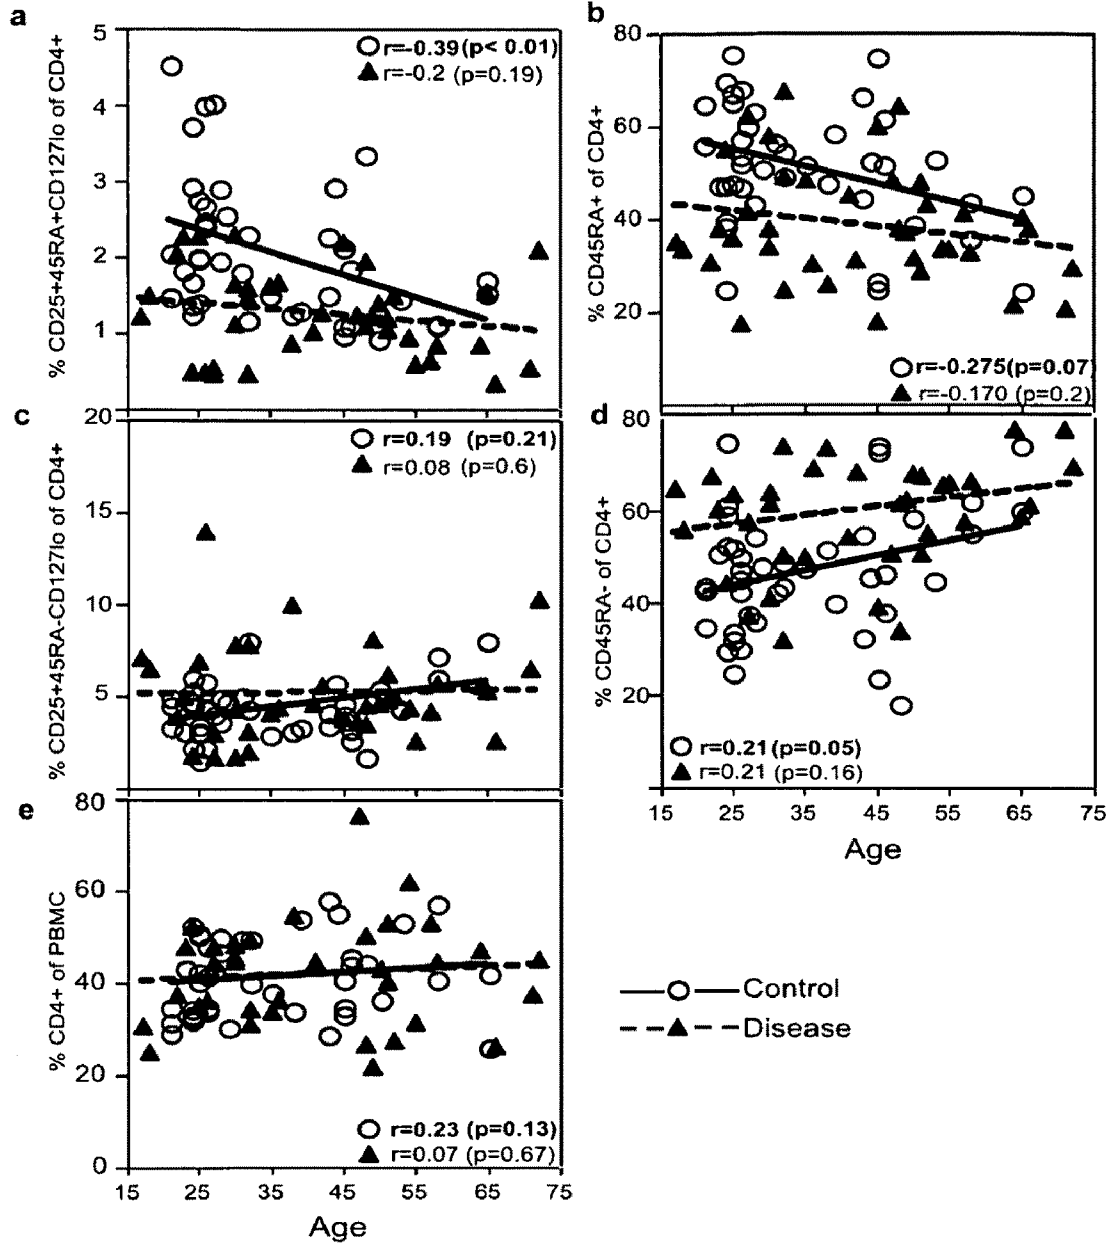 a
% CD25+45RA+CD127lo of CD4+
5
4
3
2
1
r=-0.39(p< 0.01)
r=-0.2 (p=0.19)
b
% CD45RA+ of CD4+
80
60
40
20
r=-0.275(p=0.07)
r=-0.170 (p=0.2)
c
% CD25+45RA-CD127lo of CD4+
20
15
10
5
r=0.19 (p=0.21)
r=0.08 (p=0.6)
d
% CD45RA- of CD4+
80
60
40
20
r=0.21(p=0.05)
r=0.21 (p=0.16)
15 25 35 45 55 65 75
Age
e
% CD4+ of PBMC
80
60
40
20
0
r=0.23 (p=0.13)
r=0.07 (p=0.67)
15 25 35 45 55 65 75
Age
Control
Disease